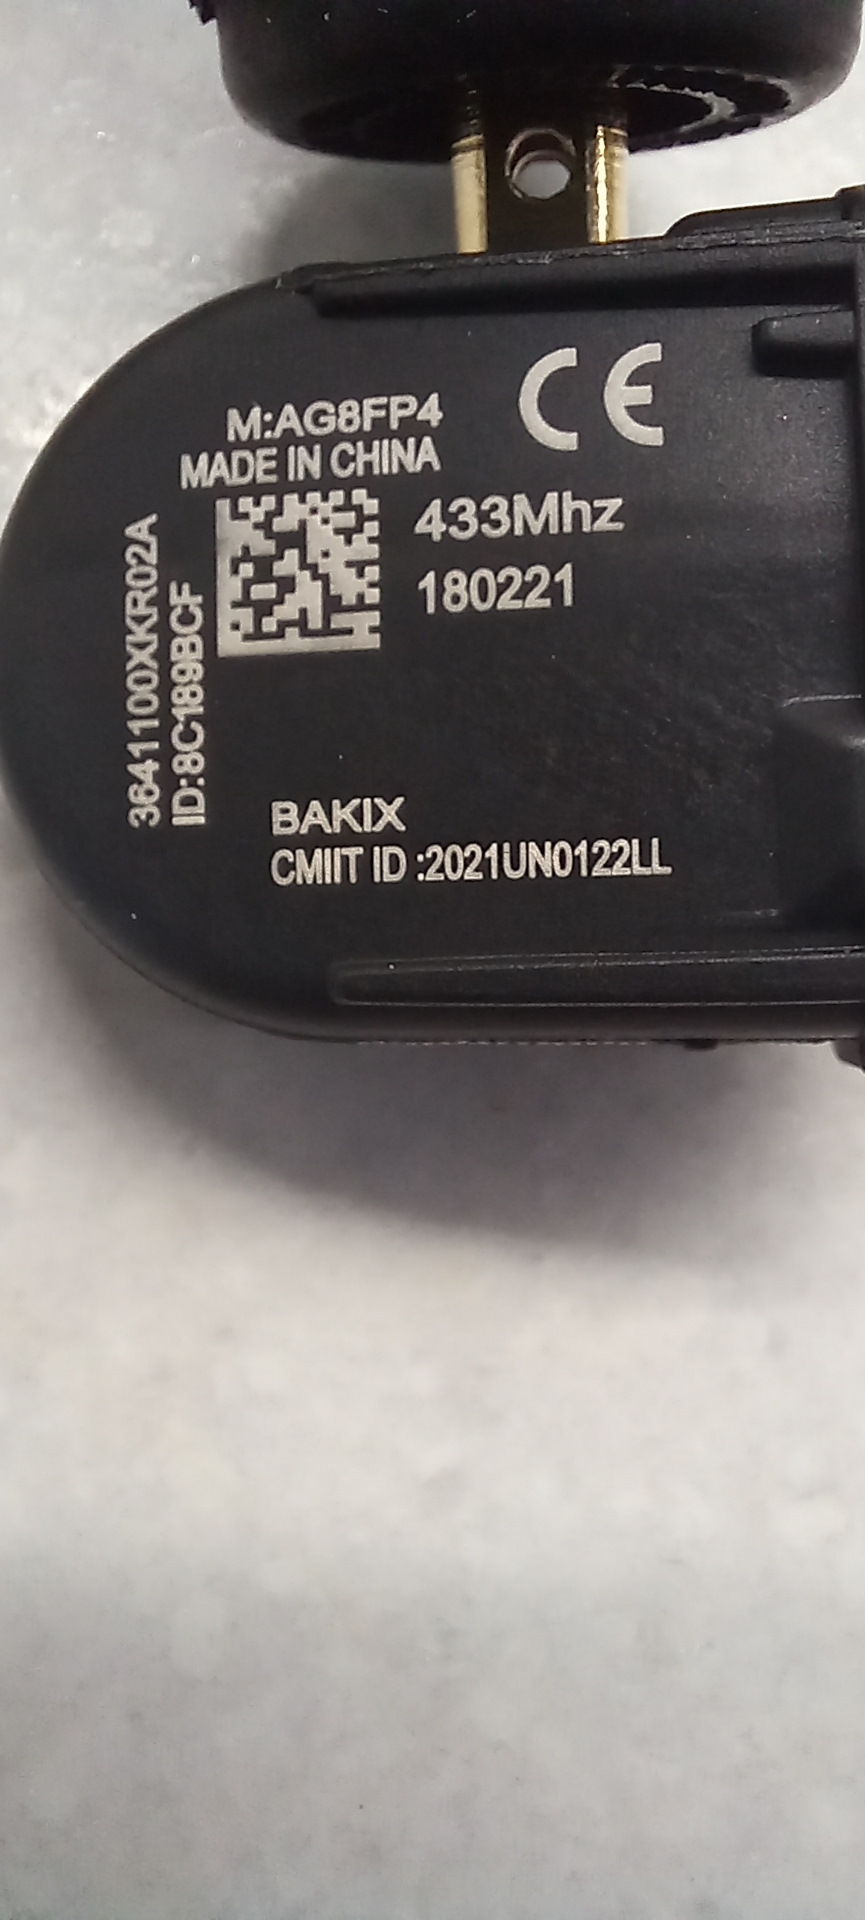 CE
M:AG8FP4
MADE IN CHINA
433Mhz
180221
3641100XKR02A
ID:8C189BCF
BAKIX
CMIIT ID :2021UN0122LL